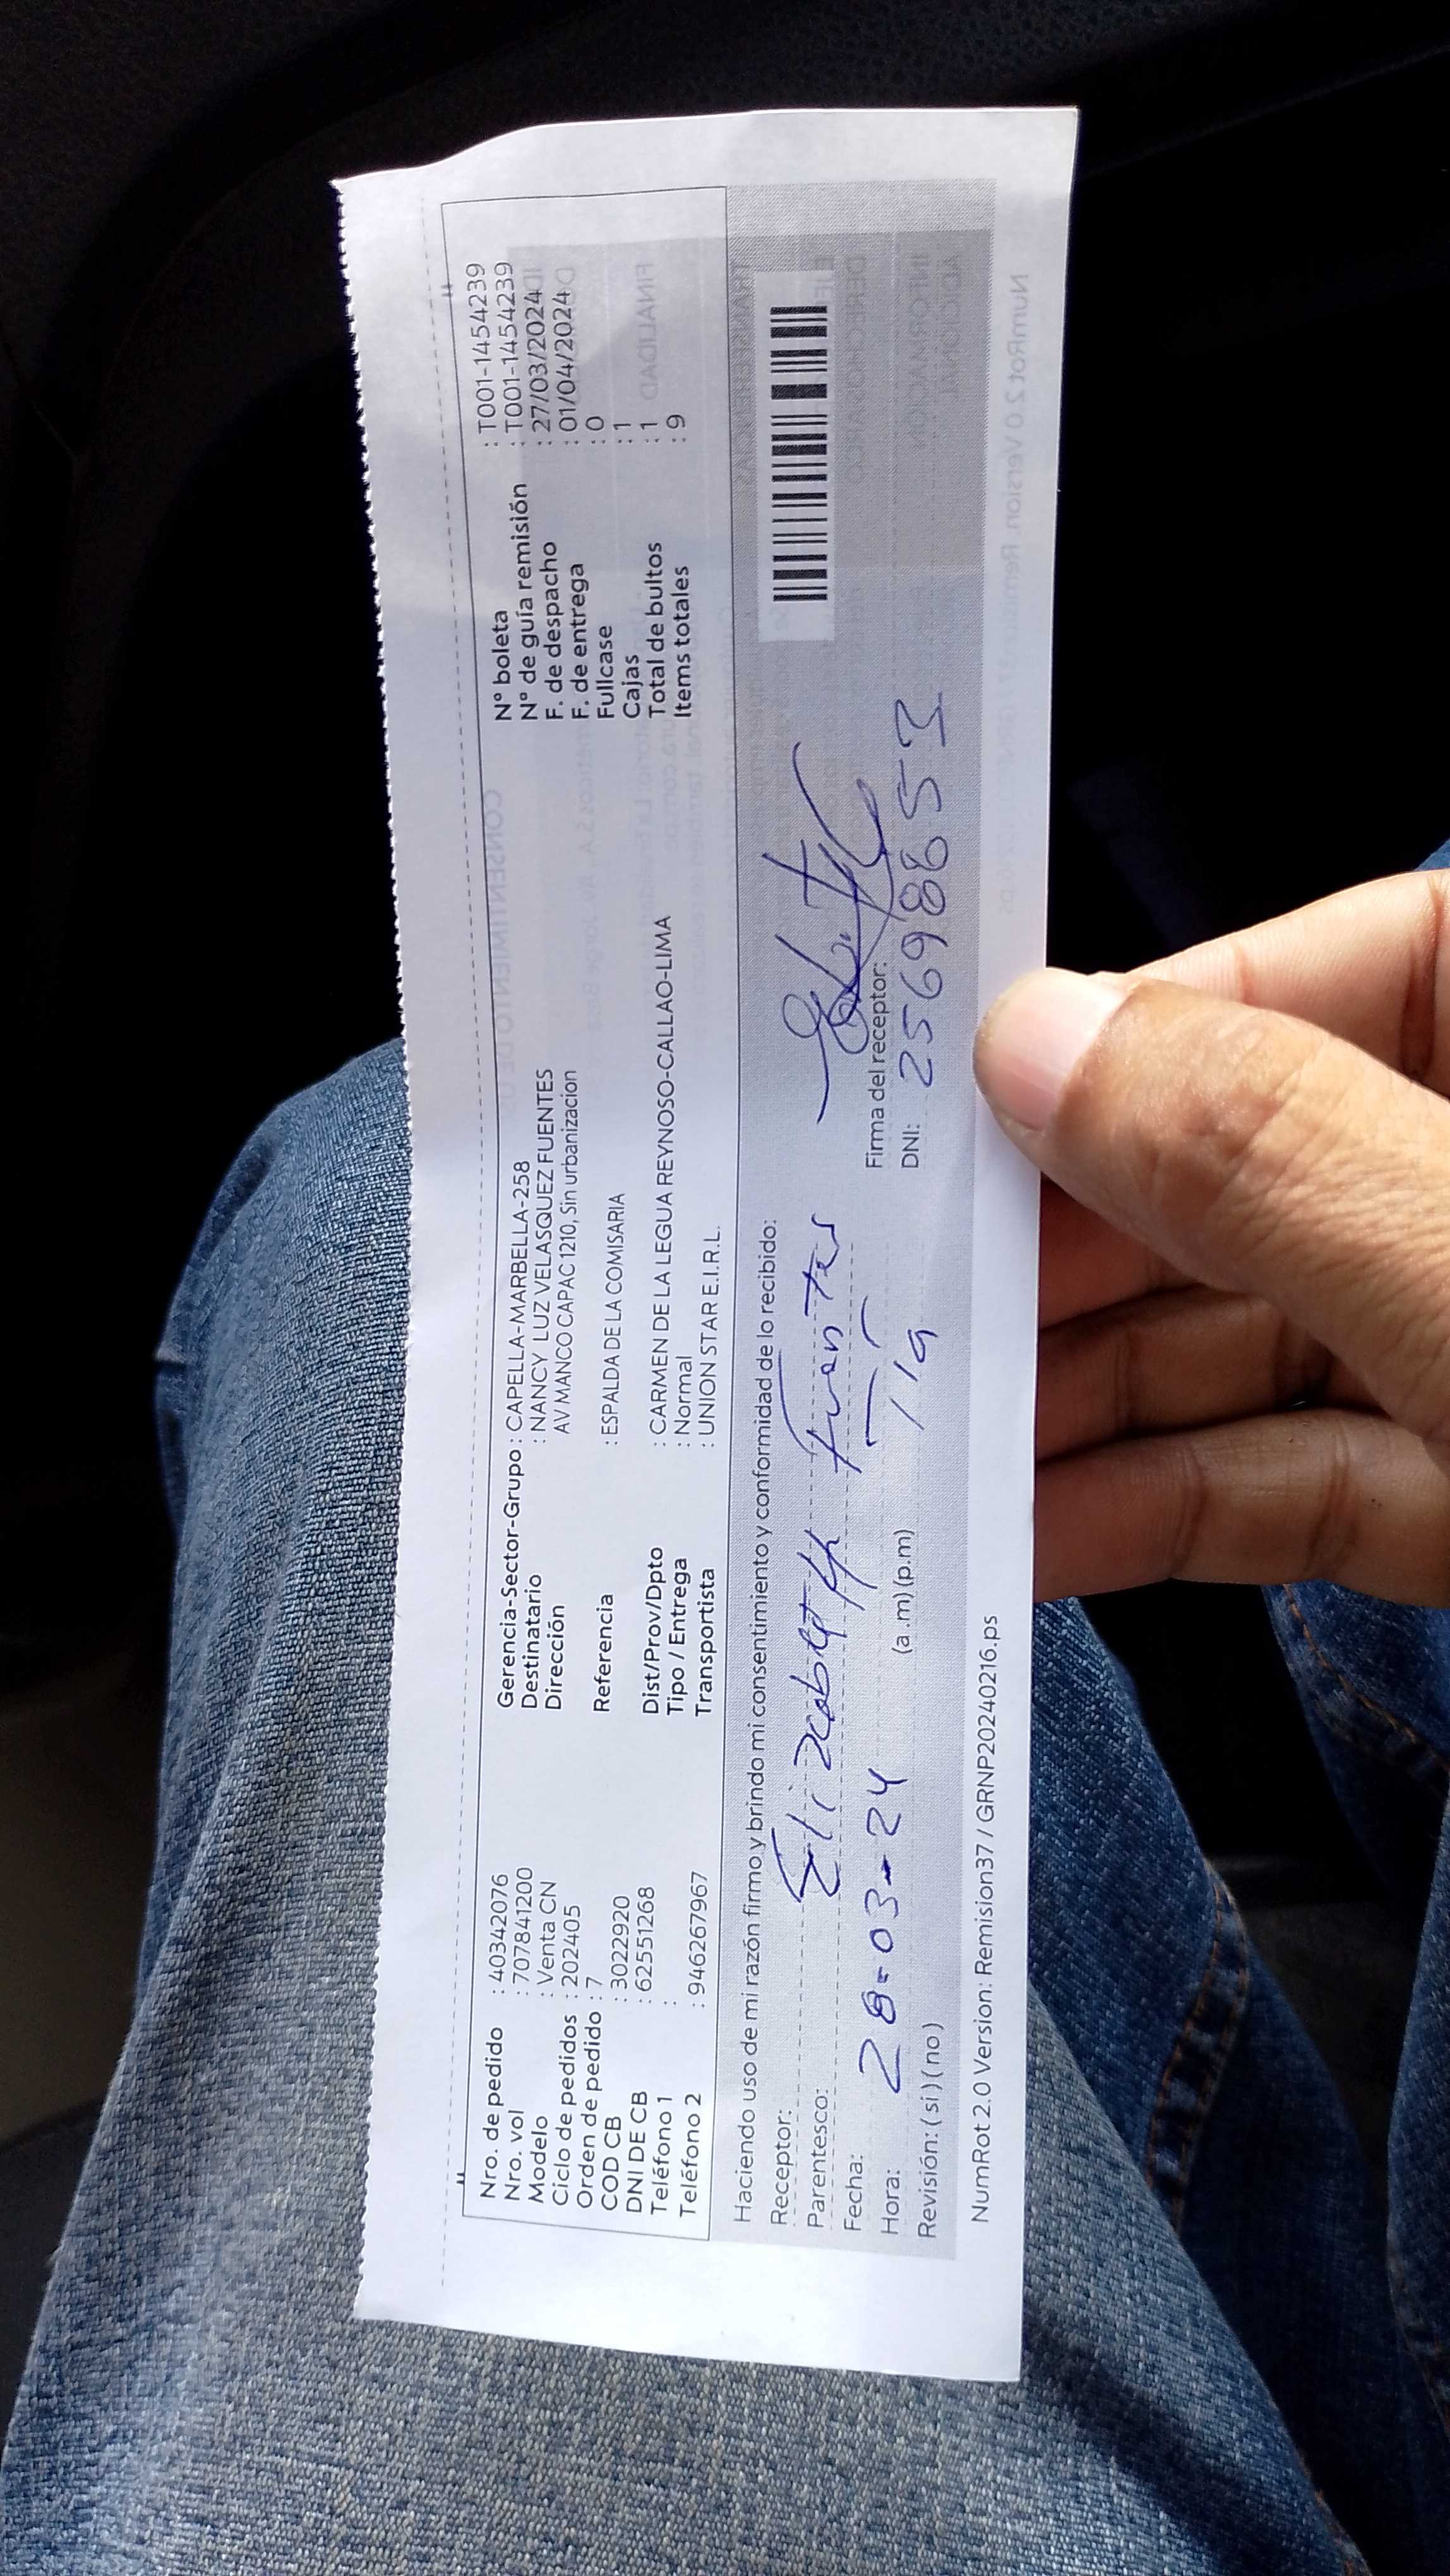 Nro. de pedido : 40342076
Nro. vol : 707841200
Modelo : Venta CN
Ciclo de pedidos : 202405
Orden de pedido : 7
COD CB : 3022920
DNI DE CB : 62551268
Teléfono 1 :
Teléfono 2 : 946267967
Gerencia-Sector-Grupo : CAPELLA-MARBELLA-258
Destinatario : NANCY LUZ VELASQUEZ FUENTES
Dirección AV MANCO CAPAC 1210, Sin urbanizacion
Referencia : ESPALDA DE LA COMISARIA
Dist/Prov/Dpto : CARMEN DE LA LEGUA REYNOSO-CALLAO-LIMA
Tipo / Entrega : Normal
Transportista : UNION STAR E.I.R.L.
N° boleta : T001-1454239
N° de guía remisión : T001-1454239
F. de despacho : 27/03/2024
F. de entrega : 01/04/2024
Fullcase : 0
Cajas : 1
Total de bultos : 1
Items totales : 9
Haciendo uso de mi razón firmo y brindo mi consentimiento y conformidad de lo recibido:
Receptor: Elizabeth Fuentes
Parentesco: Tía
Fecha: 28-03-24
Hora: (a.m) (p.m)
Revisión: (si) (no)
Firma del receptor:
DNI: 25698653
NumRot 2.0 Version: Remision37 / GRNP20240216.ps